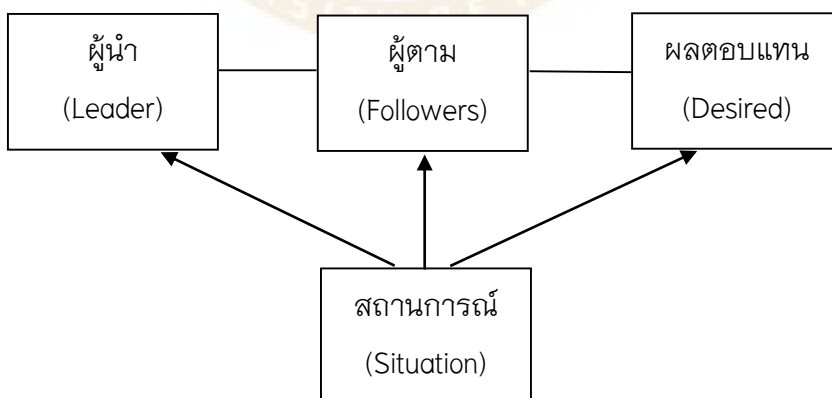 ผู้นำ
(Leader)
ผู้ตาม
(Followers)
ผลตอบแทน
(Desired)
สถานการณ์
(Situation)